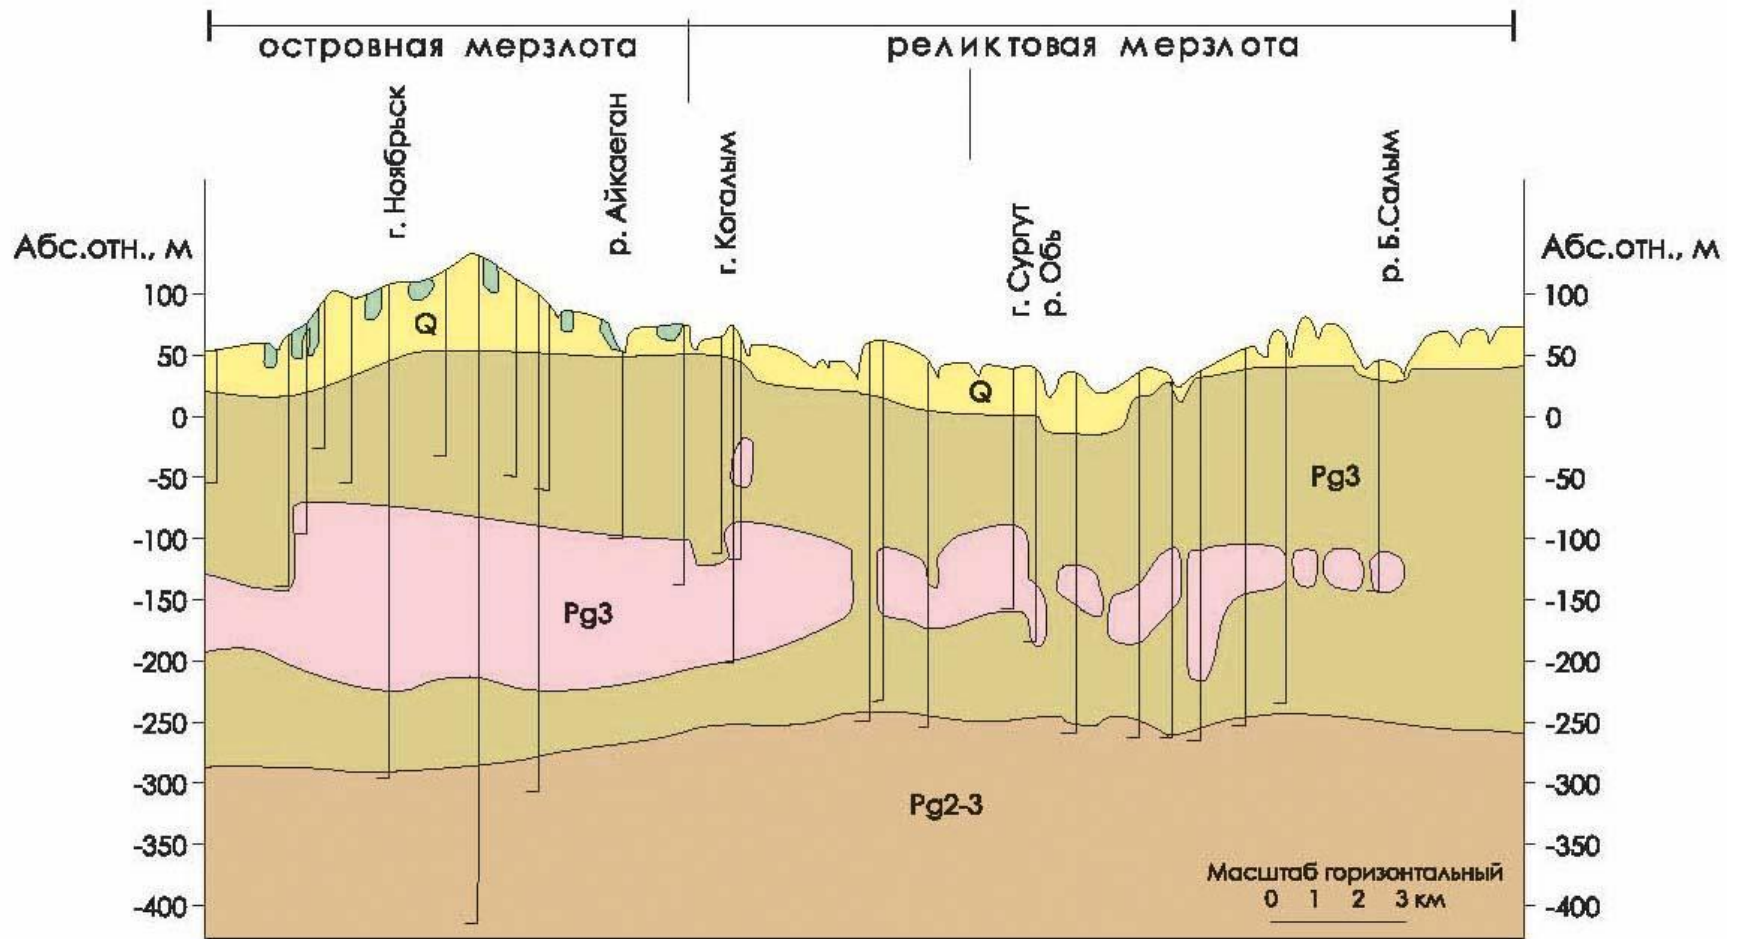 островная мерзлота
реликтовая мерзлота
г. Ноябрьск
р. Айкаеган
г. Когалым
г. Сургут
р. Обь
р. Б.Салым
Абс.отн., м
Абс.отн., м
100
50
0
-50
-100
-150
-200
-250
-300
-350
-400
100
50
0
-50
-100
-150
-200
-250
-300
-350
-400
Q
Q
Pg3
Pg3
Pg2-3
Масштаб горизонтальный
0 1 2 3 км